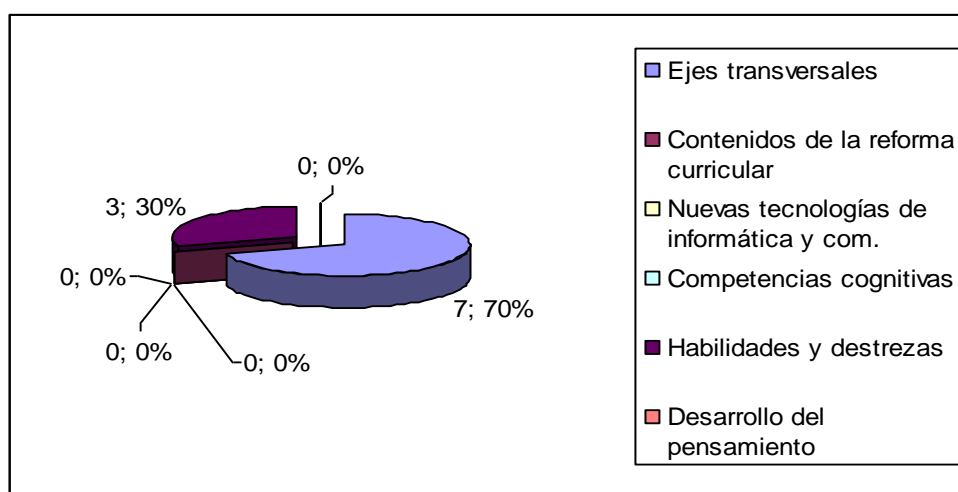 0; 0%
3; 30%
0; 0%
0; 0%
0; 0%
7; 70%
Ejes transversales
Contenidos de la reforma
curricular
Nuevas tecnologías de
informática y com.
Competencias cognitivas
Habilidades y destrezas
Desarrollo del
pensamiento